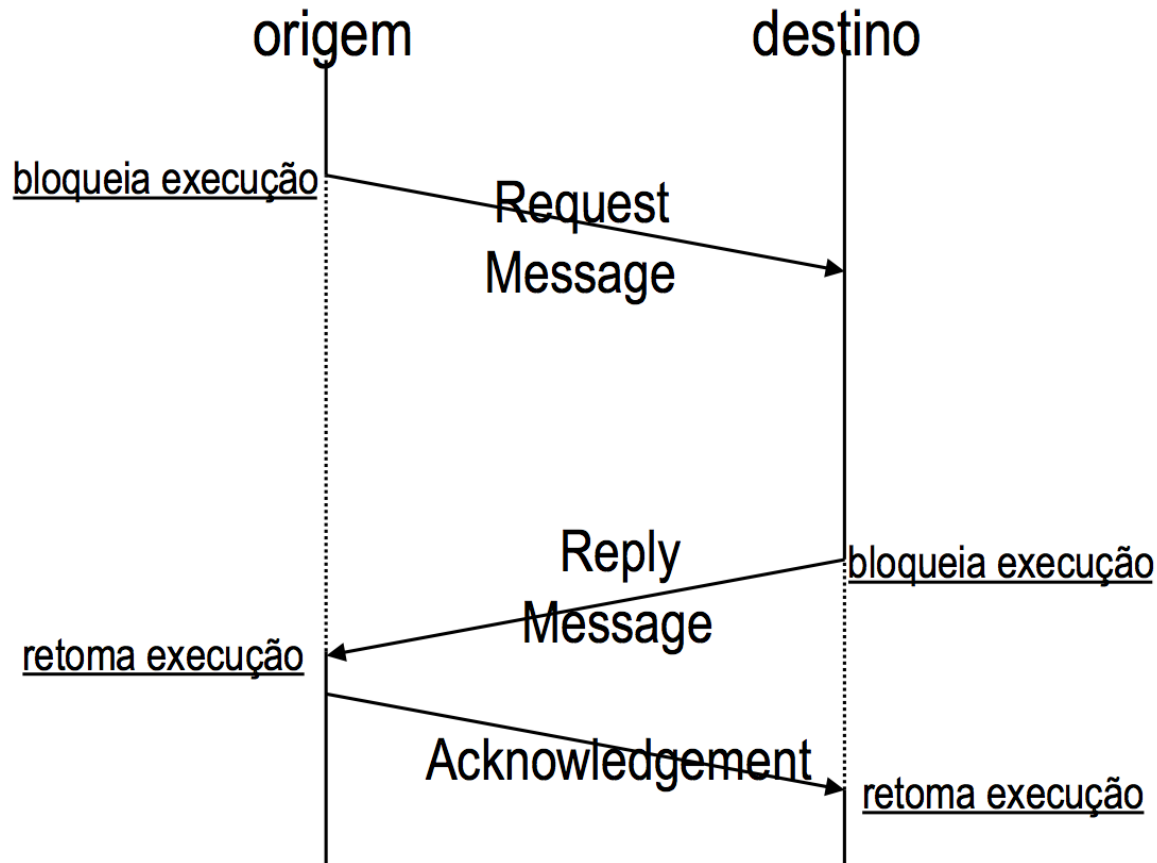 origem
destino
bloqueia execução
Request
Message
Reply
Message
bloqueia execução
retoma execução
Acknowledgement
retoma execução